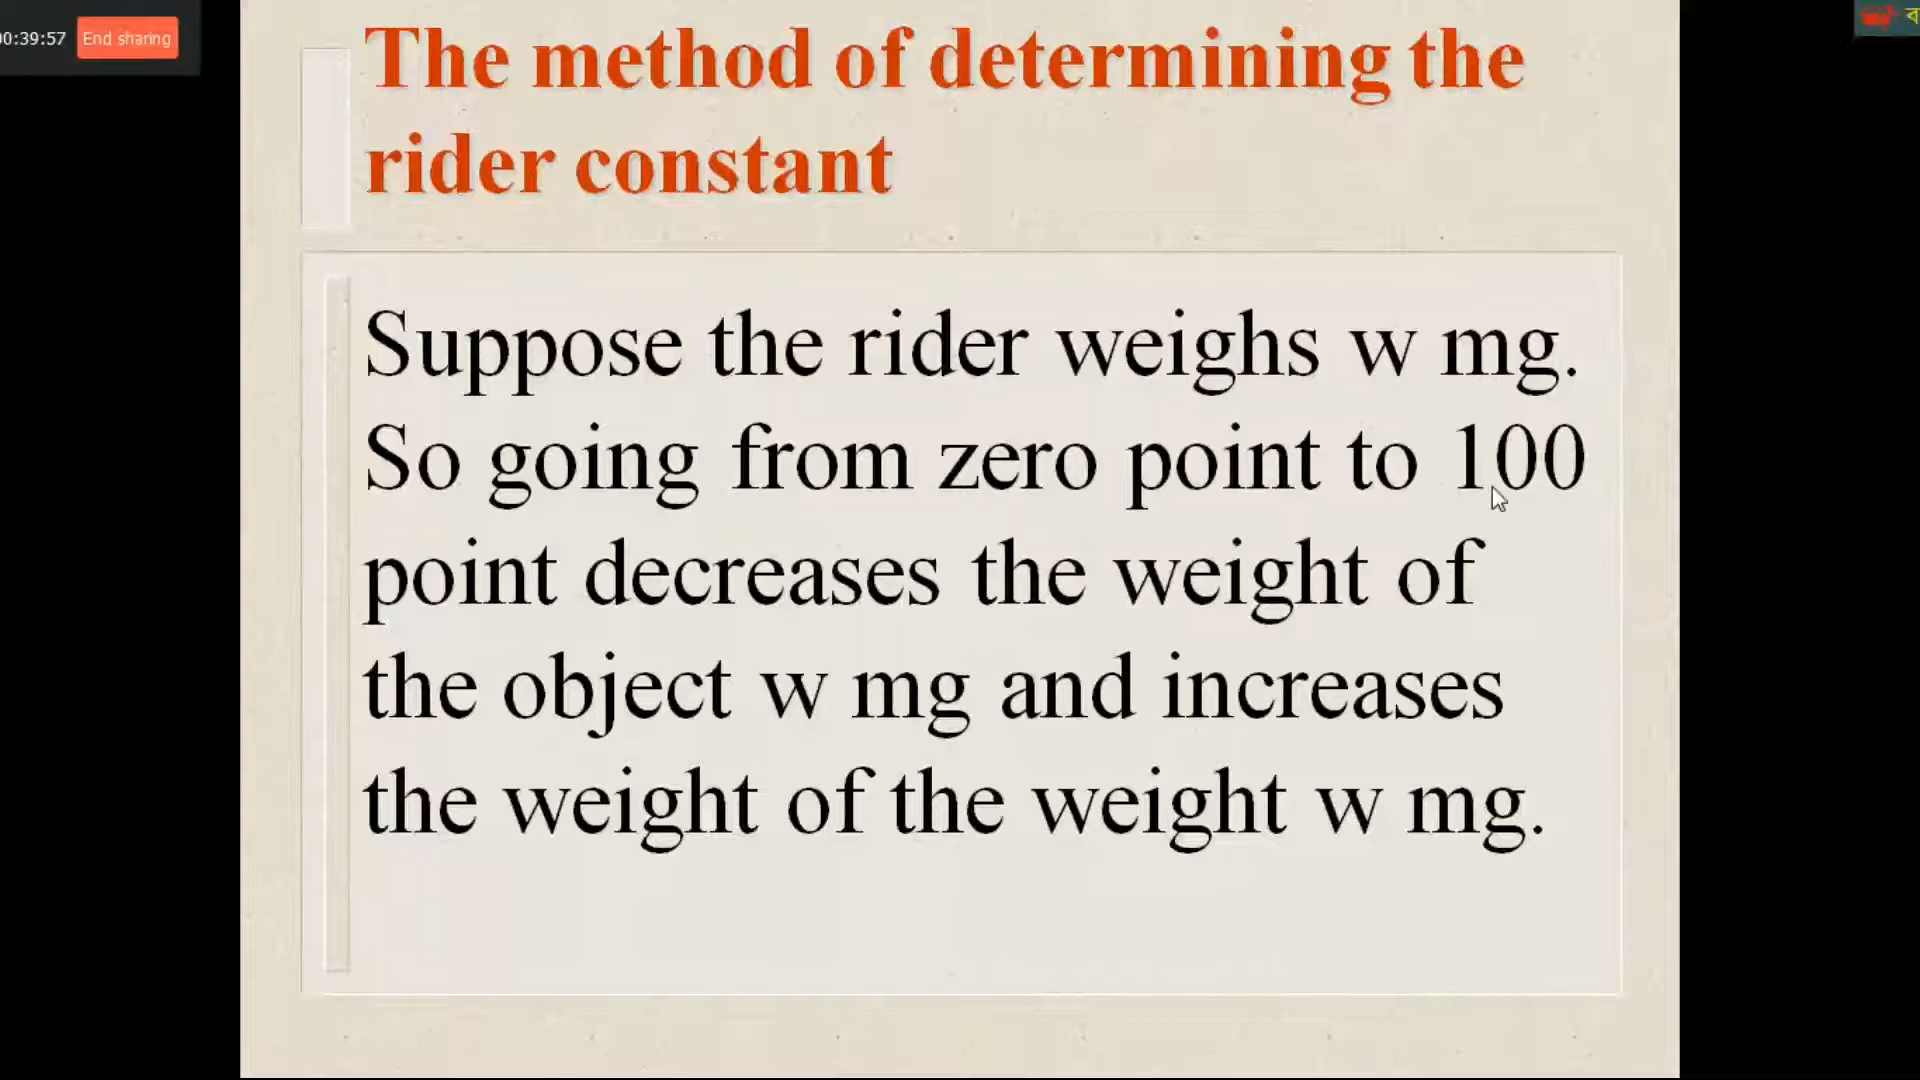 00:39:57 End sharing
The method of determining the
rider constant
Suppose the rider weighs w mg.
So going from zero point to 100
point decreases the weight of
the object w mg and increases
the weight of the weight w mg.